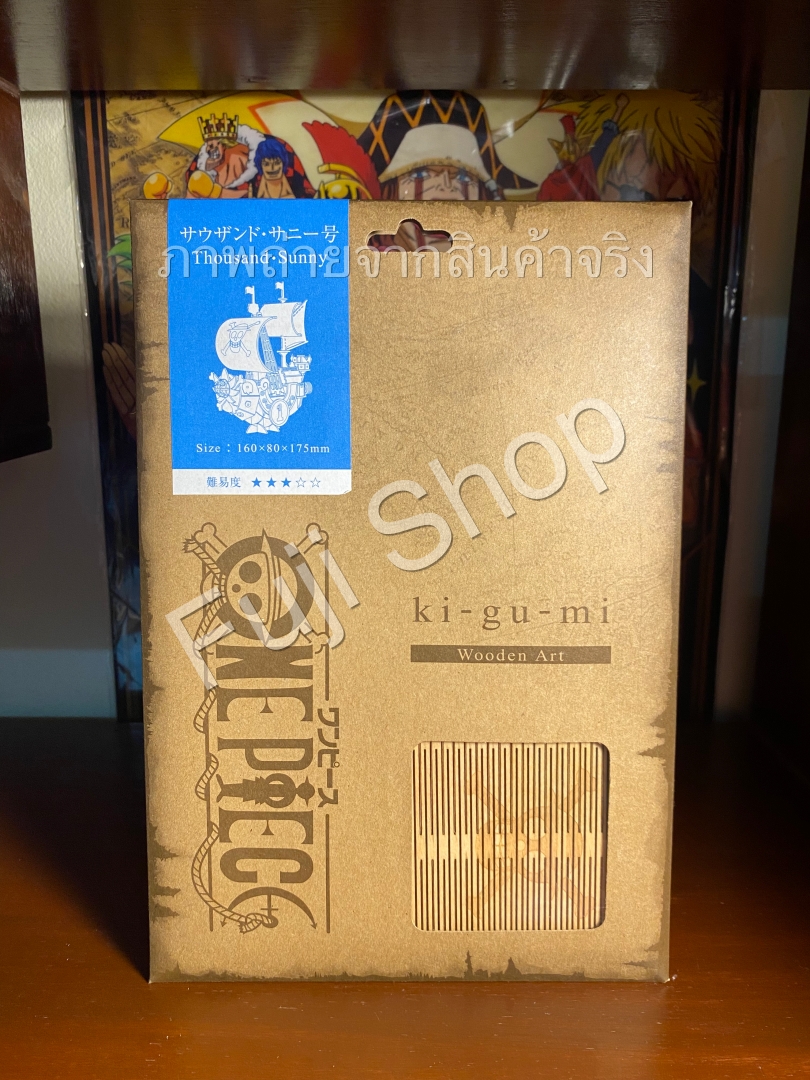 サウザンド・サニー号
Thousand・Sunny
ภาพถ่ายจากสินค้าจริง
Size : 160×80×175mm
難易度 ★★★☆☆
Fuji Shop
ONE PIECE
ワンピース
ki-gu-mi
Wooden Art